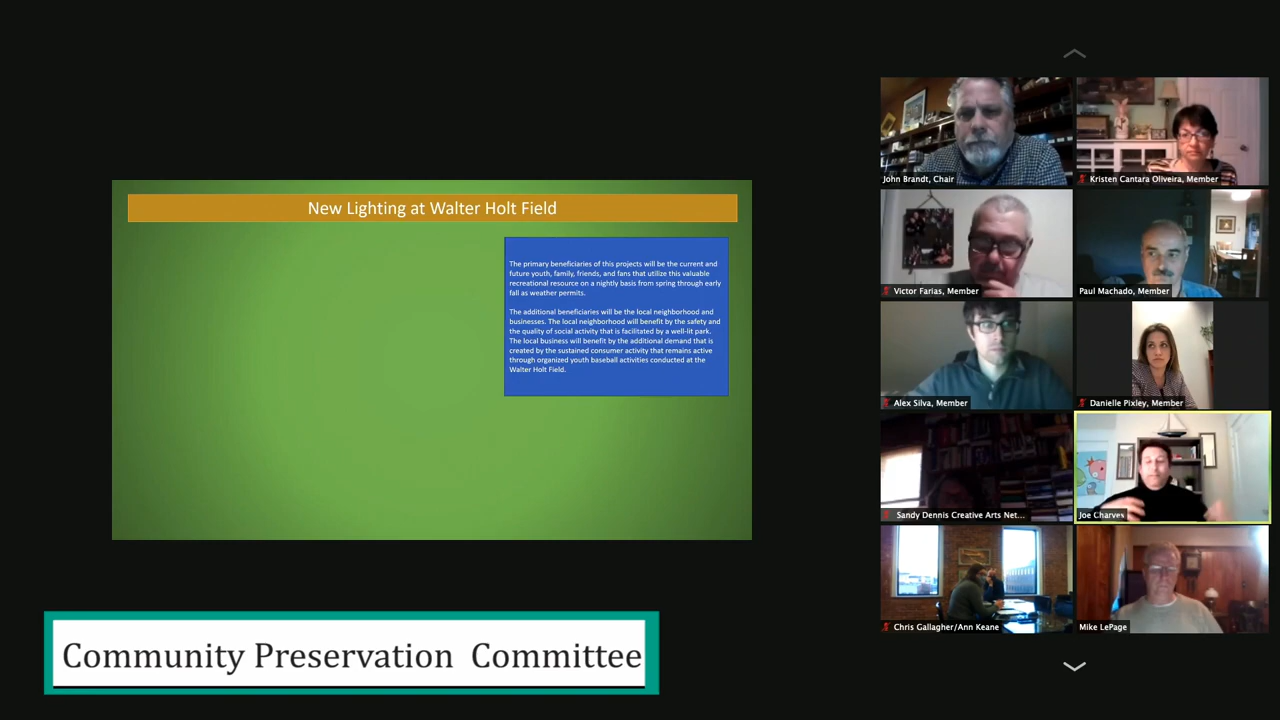 New Lighting at Walter Holt Field
The primary beneficiaries of this projects will be the current and
future youth, family, friends, and fans that utilize this valuable
recreational resource on a nightly basis from spring through early
fall as weather permits.
The additional beneficiaries will be the local neighborhood and
businesses. The local neighborhood will benefit by the safety and
the quality of social activity that is facilitated by a well-lit park.
The local business will benefit by the additional demand that is
created by the sustained consumer activity that remains active
through organized youth baseball activities conducted at the
Walter Holt Field.
John Brandt, Chair
Kristen Cantara Oliveira, Member
Victor Farias, Member
Paul Machado, Member
Alex Silva, Member
Danielle Pixley, Member
Sandy Dennis Creative Arts Net...
Joe Charves
Chris Gallagher/Ann Keane
Mike LePage
Community Preservation Committee